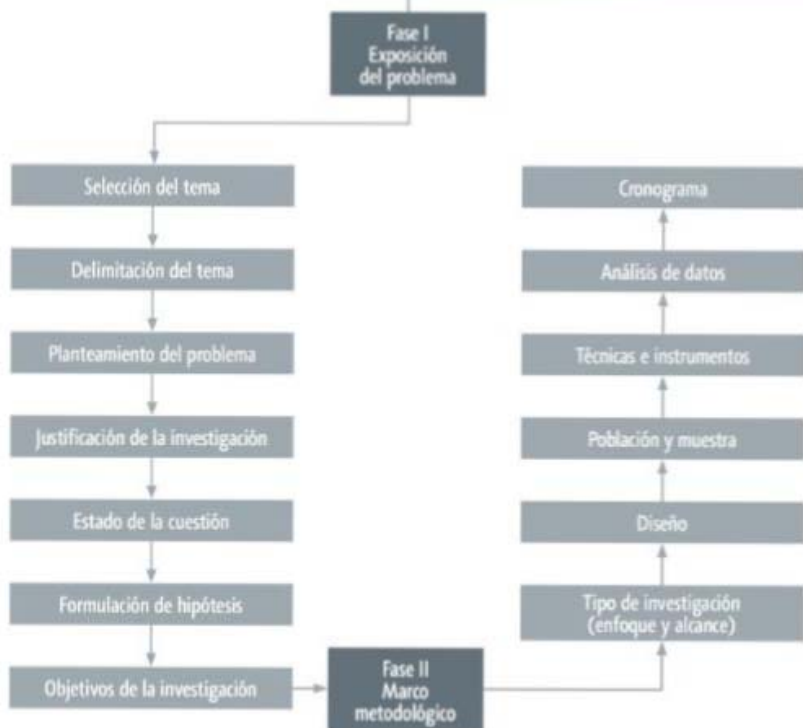 Fase I
Exposición
del problema
Selección del tema
Delimitación del tema
Planteamiento del problema
Justificación de la investigación
Estado de la cuestión
Formulación de hipótesis
Objetivos de la investigación
Fase II
Marco
metodológico
Tipo de investigación
(enfoque y alcance)
Diseño
Población y muestra
Técnicas e instrumentos
Análisis de datos
Cronograma